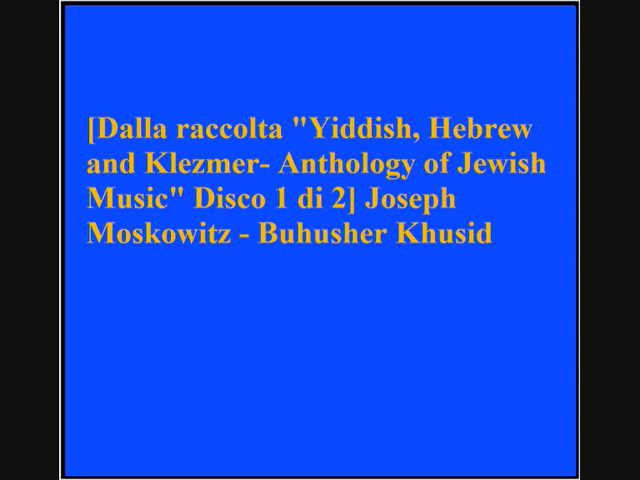 [Dalla raccolta "Yiddish, Hebrew
and Klezmer- Anthology of Jewish
Music" Disco 1 di 2] Joseph
Moskowitz - Buhusher Khusid